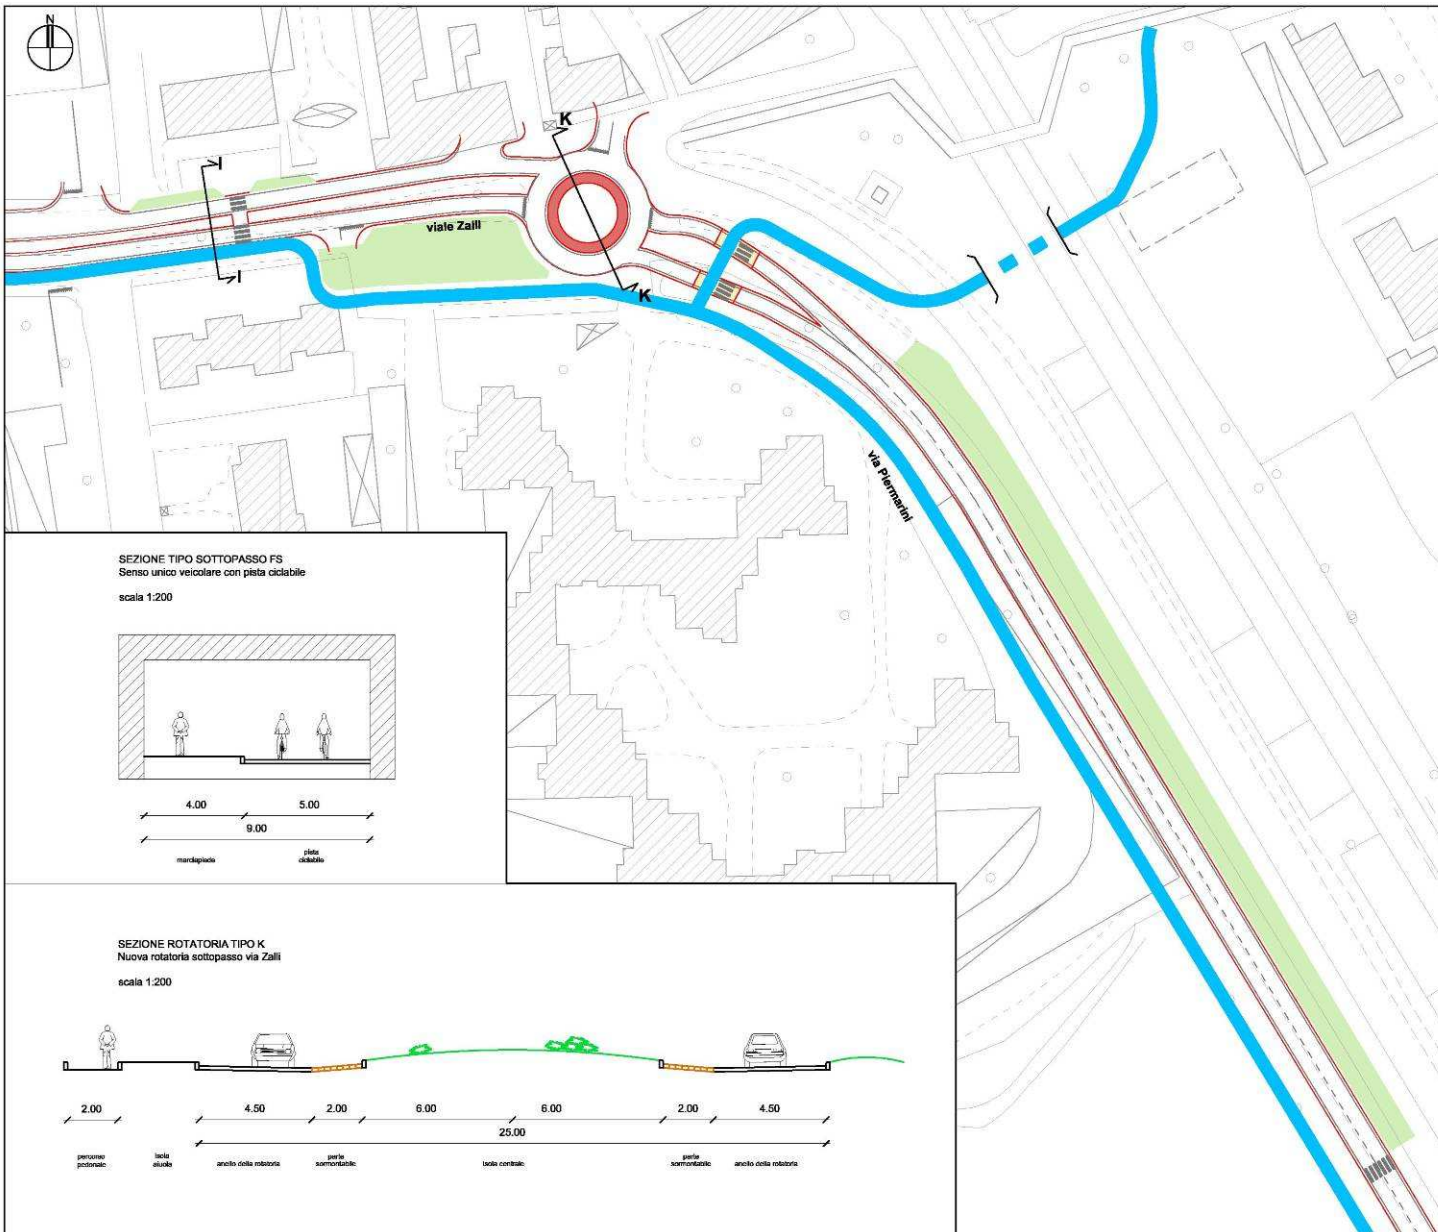 N
K
I
viale Zalli
I
K
via Piermarini
SEZIONE TIPO SOTTOPASSO FS
Senso unico veicolare con pista ciclabile
scala 1:200
4.00 5.00
9.00
marciapiede
pista
ciclabile
SEZIONE ROTATORIA TIPO K
Nuova rotatoria sottopasso via Zalli
scala 1:200
2.00 4.50 2.00 6.00 6.00 2.00 4.50
25.00
percorso
pedonale
isola
aiuola
anello della rotatoria
parte
sormontabile
isola centrale
parte
sormontabile
anello della rotatoria